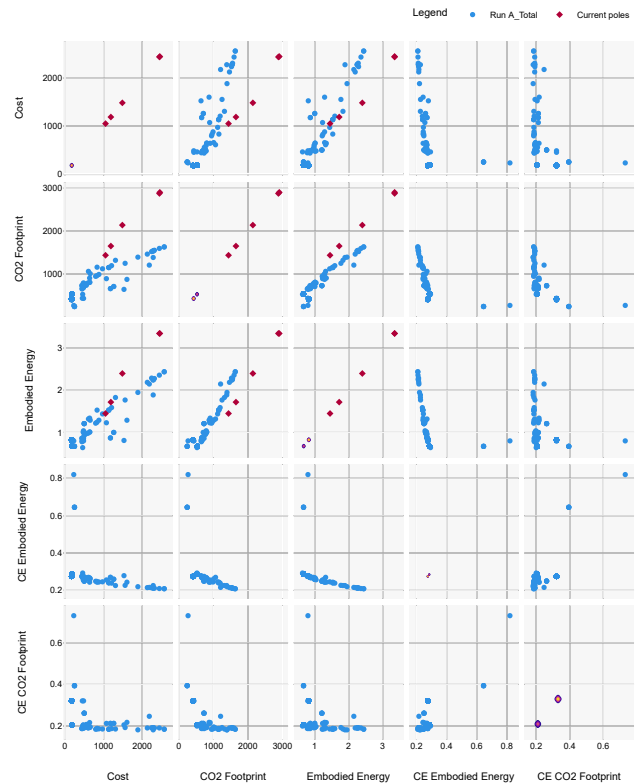 Legend Run A_Total Current poles
Cost
2000
1000
0
CO2 Footprint
3000
2000
1000
Embodied Energy
3
2
1
CE Embodied Energy
0.8
0.6
0.4
0.2
CE CO2 Footprint
0.6
0.4
0.2
0 1000 2000 0 1000 2000 3000 1 2 3 0.2 0.4 0.6 0.8 0.2 0.4 0.6
Cost CO2 Footprint Embodied Energy CE Embodied Energy CE CO2 Footprint